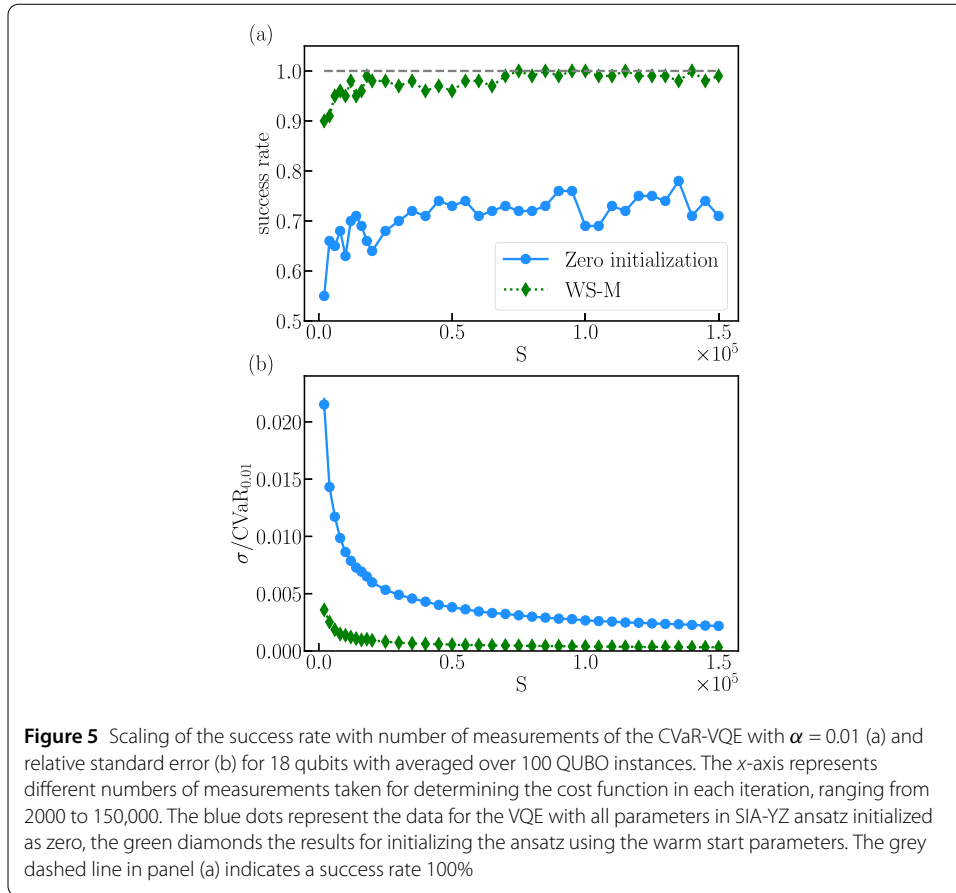 (a)
1.0
0.9
0.8
0.7
0.6
0.5
success rate
Zero initialization
WS-M
0.0 0.5 1.0 1.5
S ×10⁵
(b)
0.020
0.015
0.010
0.005
0.000
σ/CVaR₀.₀₁
0.0 0.5 1.0 1.5
S ×10⁵
Figure 5 Scaling of the success rate with number of measurements of the CVaR-VQE with α = 0.01 (a) and
relative standard error (b) for 18 qubits with averaged over 100 QUBO instances. The x-axis represents
different numbers of measurements taken for determining the cost function in each iteration, ranging from
2000 to 150,000. The blue dots represent the data for the VQE with all parameters in SIA-YZ ansatz initialized
as zero, the green diamonds the results for initializing the ansatz using the warm start parameters. The grey
dashed line in panel (a) indicates a success rate 100%